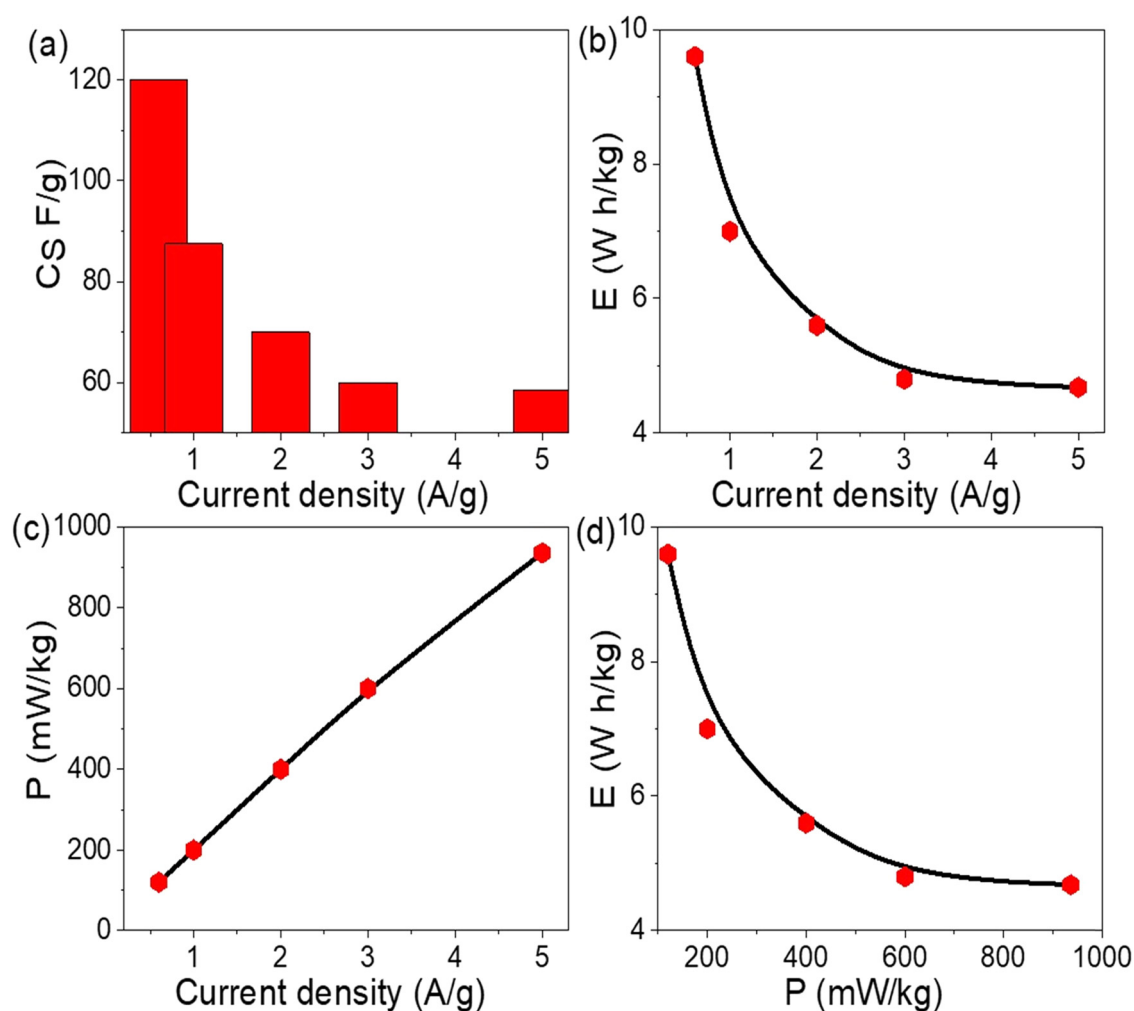 (a)
120
100
80
60
CS F/g
1 2 3 4 5
Current density (A/g)
(b)
10
8
6
4
E (W h/kg)
1 2 3 4 5
Current density (A/g)
(c)
1000
800
600
400
200
0
P (mW/kg)
1 2 3 4 5
Current density (A/g)
(d)
10
8
6
4
E (W h/kg)
200 400 600 800 1000
P (mW/kg)